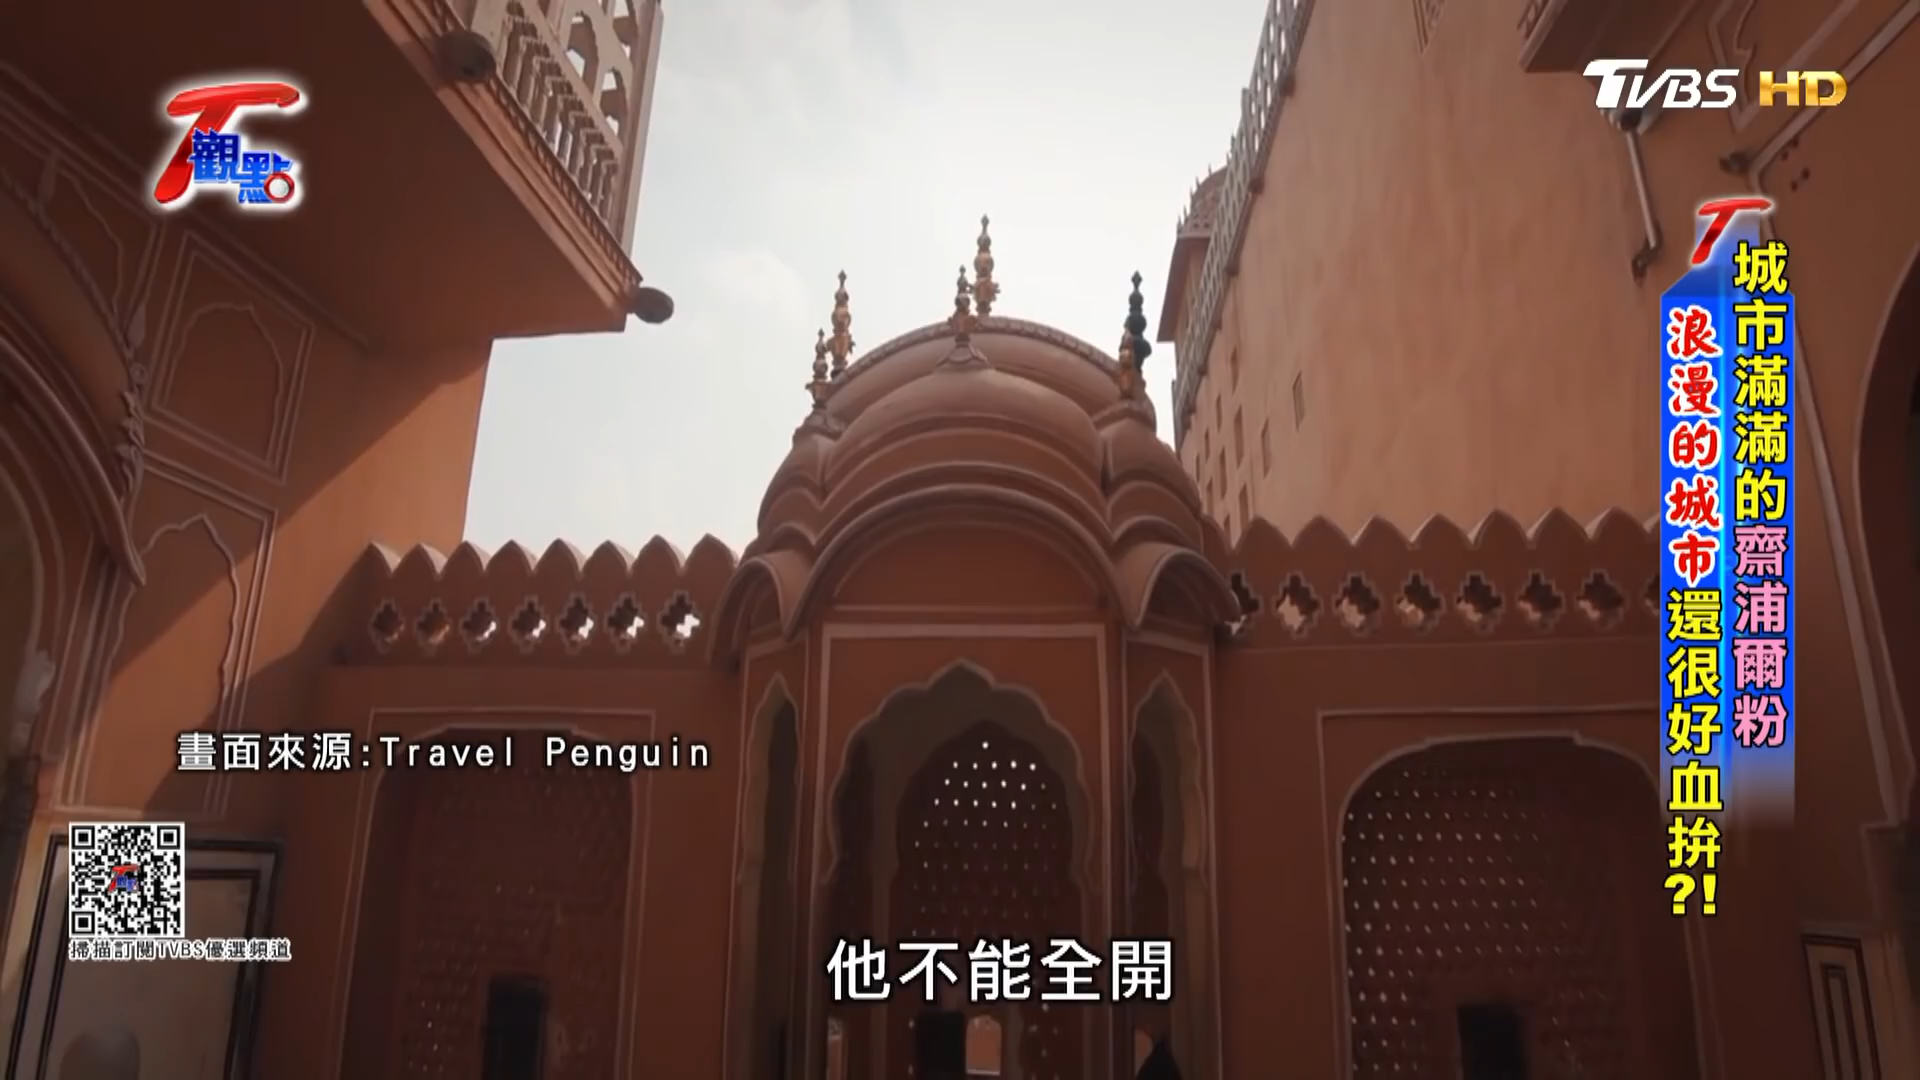 T觀點
TVBS HD
城市滿滿的齋浦爾粉
浪漫的城市還很好血拚?!
畫面來源:Travel Penguin
掃描訂閱TVBS優選頻道
他不能全開